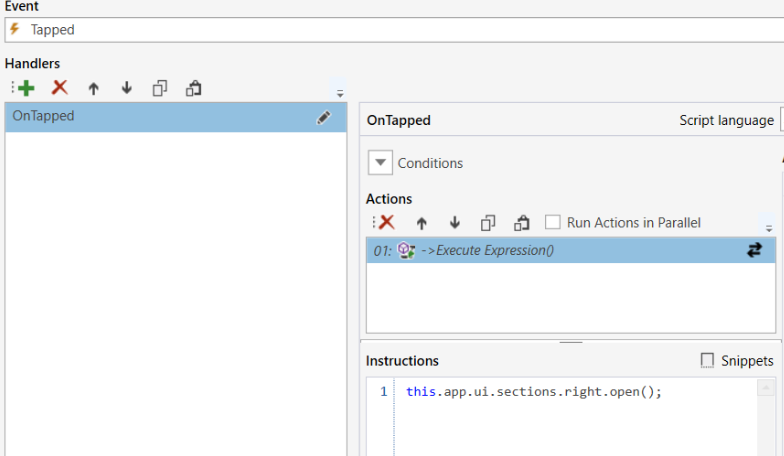 Event
Tapped
Handlers
OnTapped
OnTapped
Script language
Conditions
Actions
Run Actions in Parallel
01: ->Execute Expression()
Instructions
Snippets
1 this.app.ui.sections.right.open();